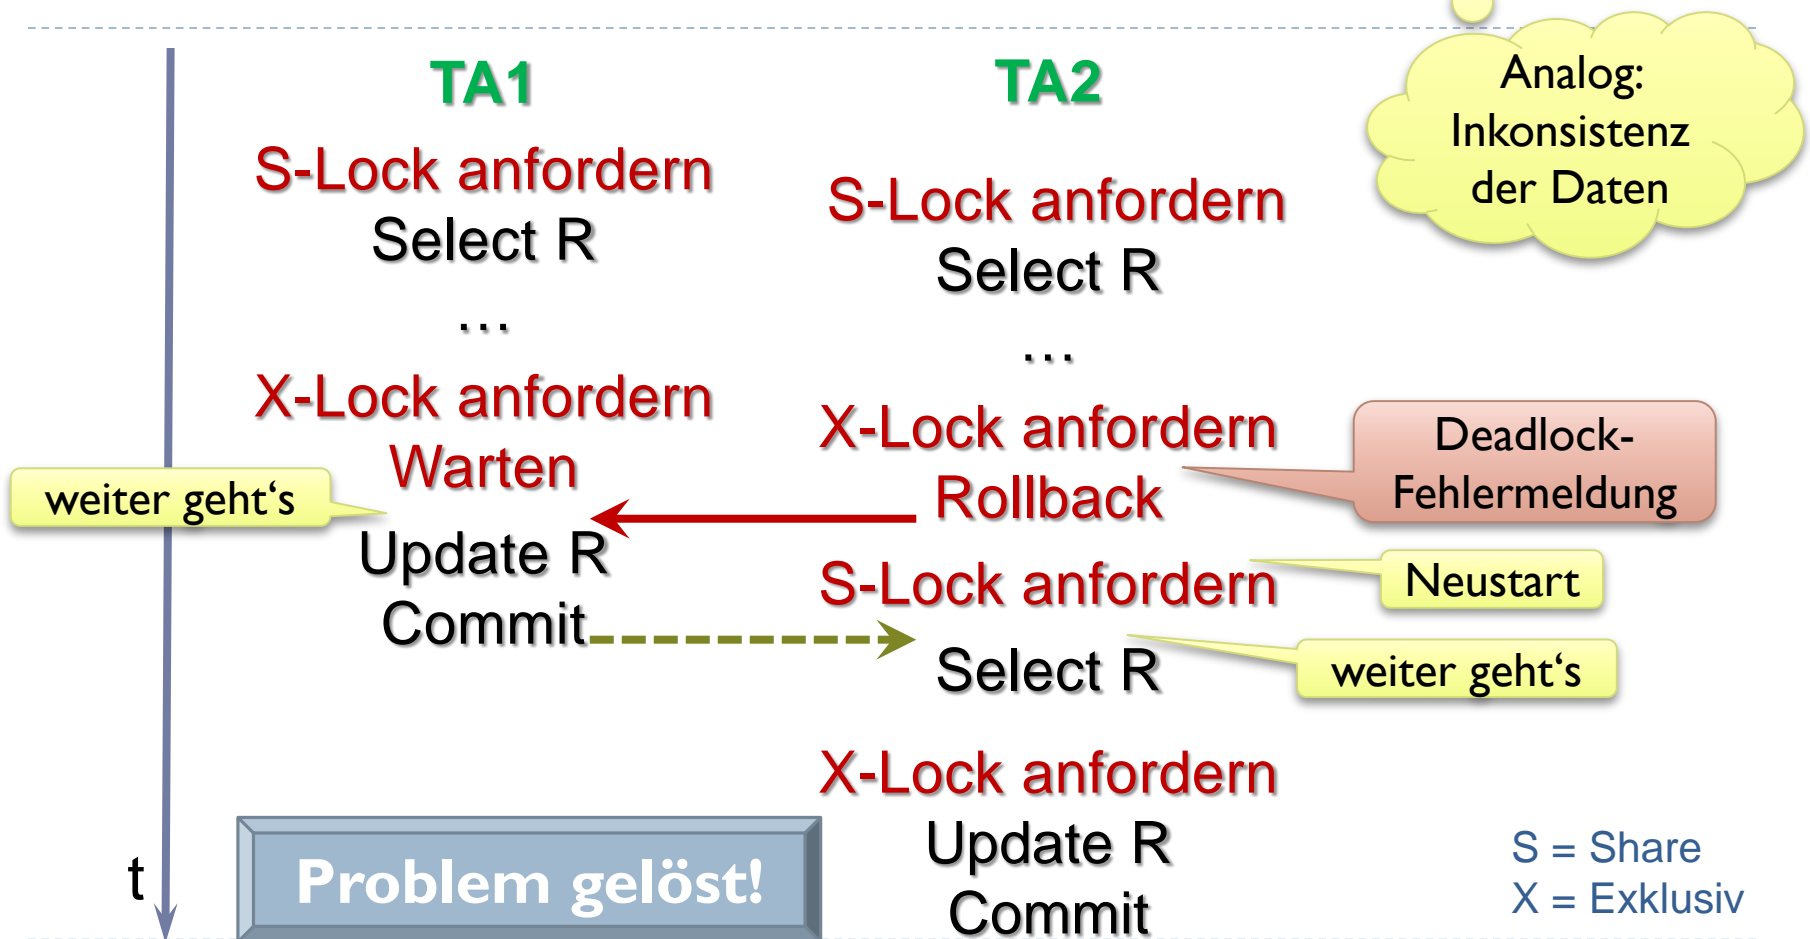 TA1
TA2
Analog:
Inkonsistenz
der Daten
S-Lock anfordern
Select R
…
S-Lock anfordern
Select R
…
X-Lock anfordern
Warten
X-Lock anfordern
Rollback
Deadlock-
Fehlermeldung
weiter geht‘s
Update R
Commit
S-Lock anfordern
Neustart
Select R
weiter geht‘s
X-Lock anfordern
Update R
Commit
t
Problem gelöst!
S = Share
X = Exklusiv